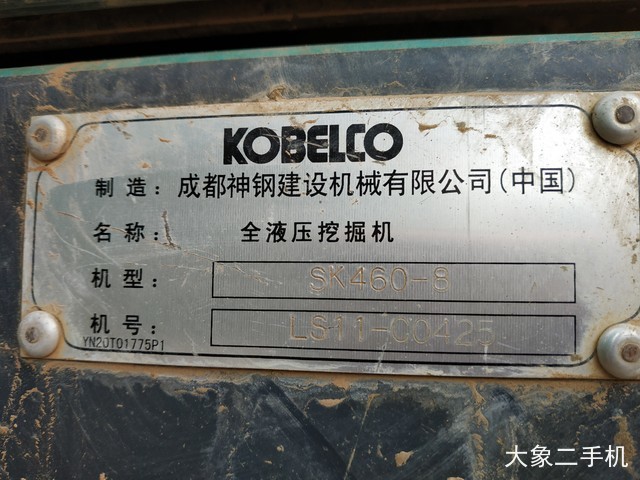 KOBELCO
制造：成都神钢建设机械有限公司(中国)
名称：全液压挖掘机
机型：SK460-8
机号：LS11-C0425
YN20T01775P1
大象二手机